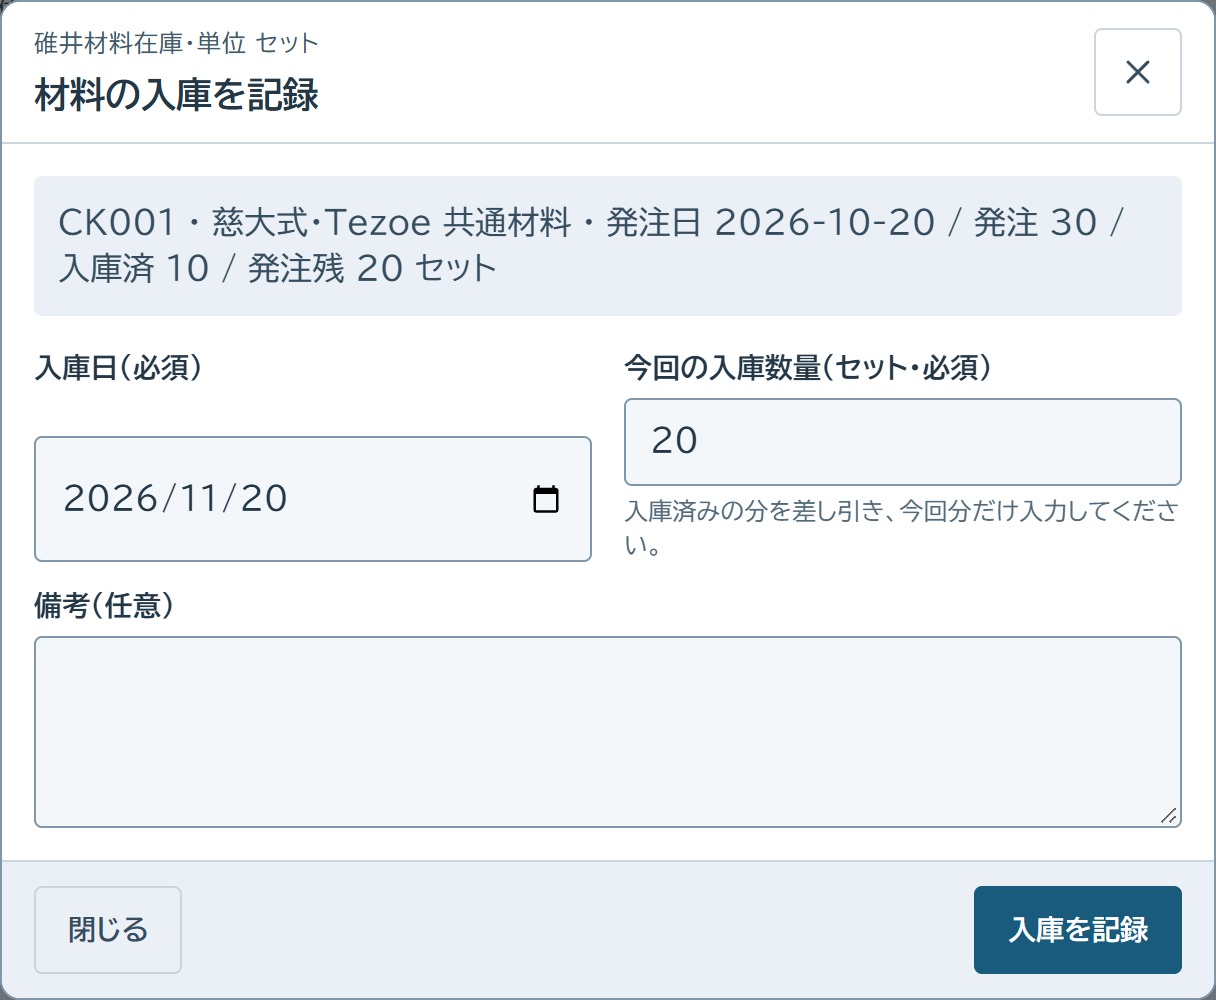 碓井材料在庫・単位 セット
材料の入庫を記録
CK001・慈大式・Tezoe 共通材料・発注日 2026-10-20 / 発注 30 /
入庫済 10 / 発注残 20 セット
入庫日(必須)
2026/11/20
今回の入庫数量(セット・必須)
20
入庫済みの分を差し引き、今回分だけ入力してくださ
い。
備考(任意)
閉じる
入庫を記録